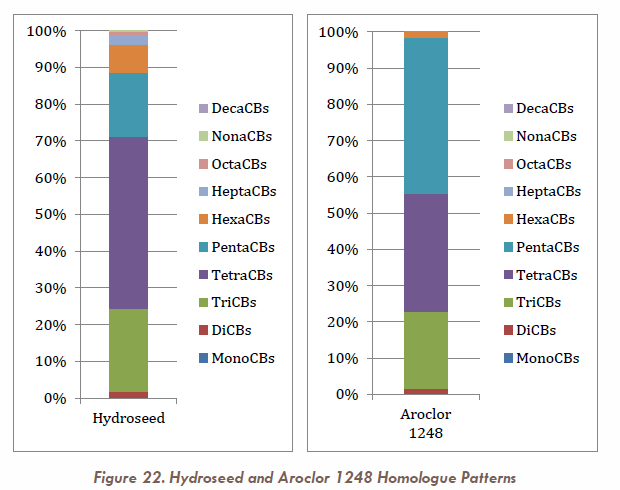 100%
90%
80%
70%
60%
50%
40%
30%
20%
10%
0%
Hydroseed
DecaCBs
NonaCBs
OctaCBs
HeptaCBs
HexaCBs
PentaCBs
TetraCBs
TriCBs
DiCBs
MonoCBs
100%
90%
80%
70%
60%
50%
40%
30%
20%
10%
0%
Aroclor
1248
DecaCBs
NonaCBs
OctaCBs
HeptaCBs
HexaCBs
PentaCBs
TetraCBs
TriCBs
DiCBs
MonoCBs
Figure 22. Hydroseed and Aroclor 1248 Homologue Patterns